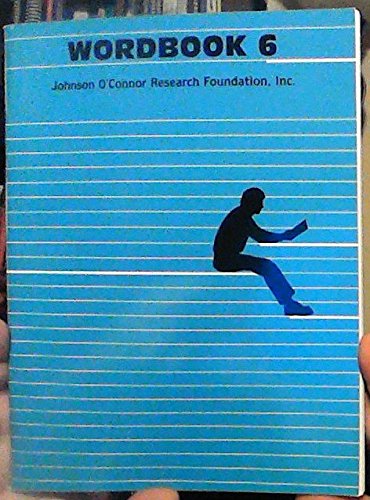 WORDBOOK 6
Johnson O'Connor Research Foundation, Inc.